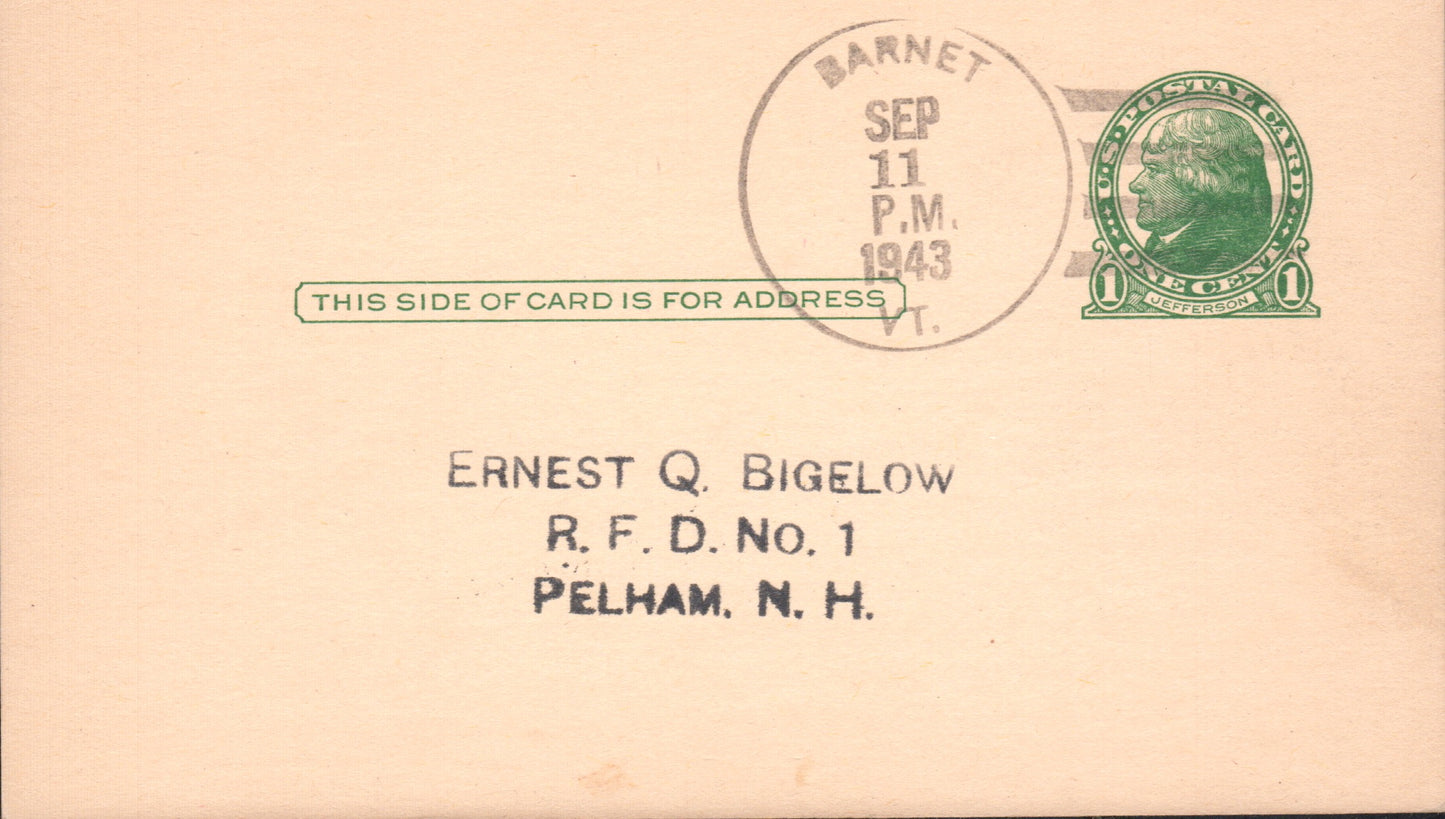 BARNET
SEP
11
P.M.
1943
VT.
U.S. POSTAL CARD
ONE CENT
1 JEFFERSON 1
THIS SIDE OF CARD IS FOR ADDRESS
ERNEST Q. BIGELOW
R. F. D. No. 1
PELHAM. N. H.